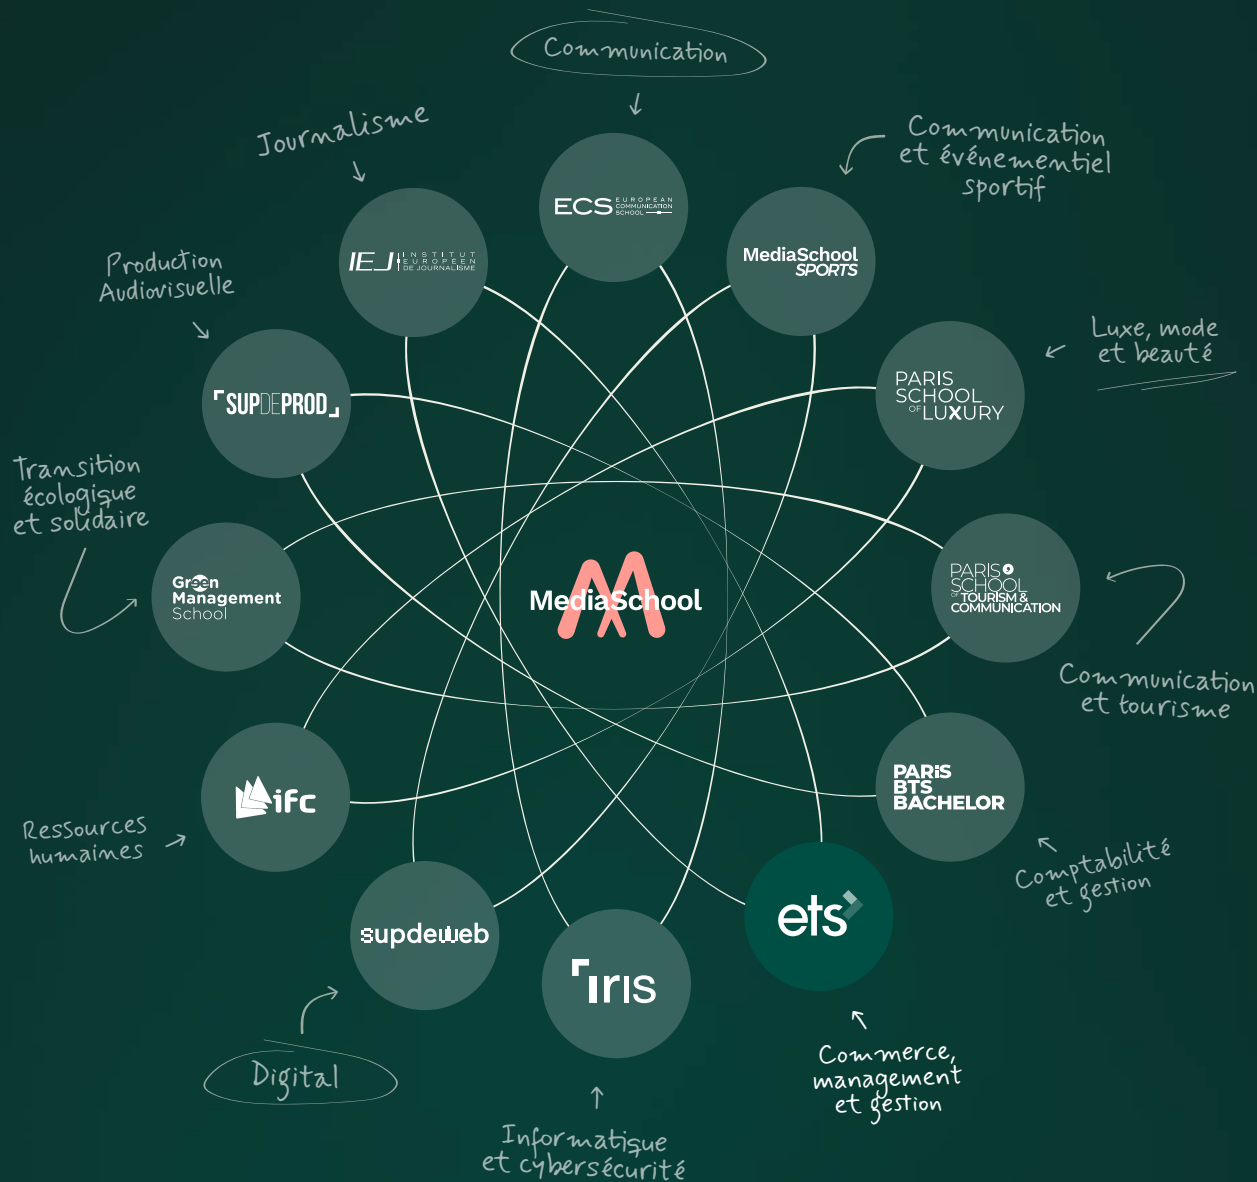 Communication
Journalisme
Communication
et événementiel
sportif
ECS EUROPEAN
COMMUNICATION
SCHOOL
IEJ INSTITUT
EUROPÉEN
DE JOURNALISME
MediaSchool
SPORTS
Production
Audiovisuelle
Luxe, mode
et beauté
SUPDEPROD
PARIS
SCHOOL
OF LUXURY
Transition
écologique
et solidaire
Green
Management
School
MediaSchool
PARIS
SCHOOL
OF TOURISM &
COMMUNICATION
Communication
et tourisme
ifc
PARIS
BTS
BACHELOR
Ressources
humaines
Comptabilité
et gestion
supdeweb
iris
ets
Digital
Commerce,
management
et gestion
Informatique
et cybersécurité